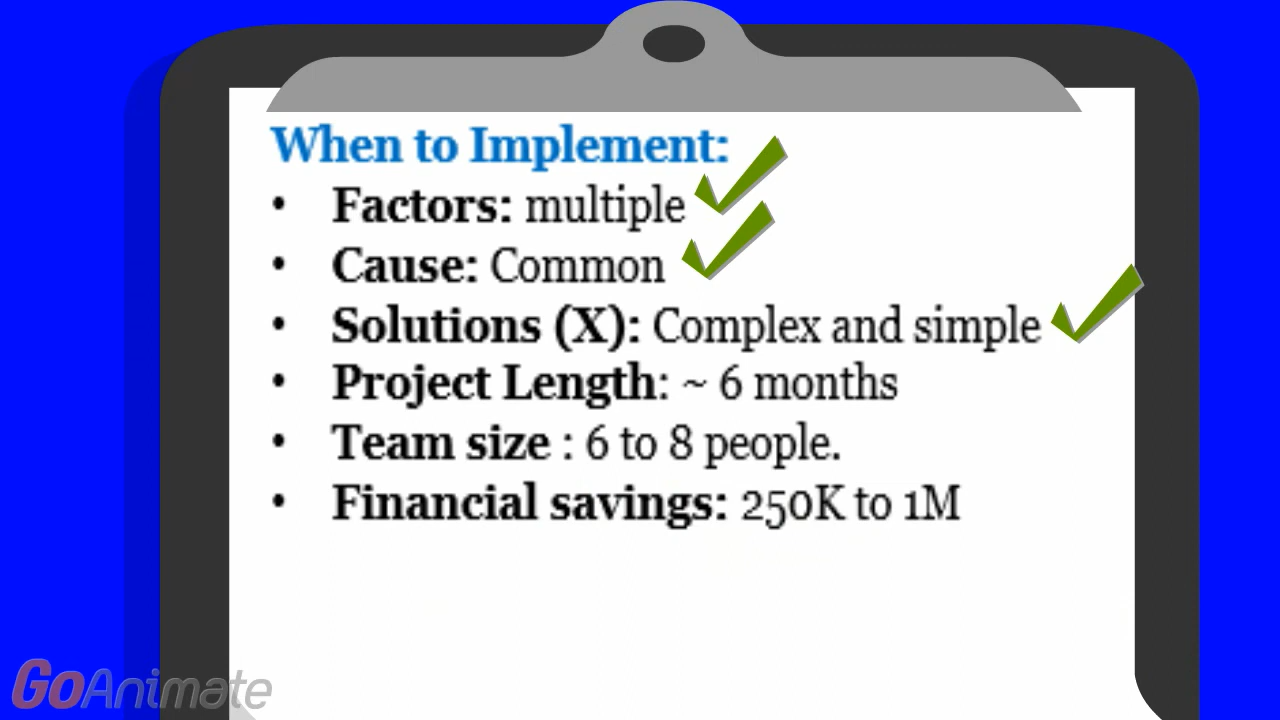 When to Implement:
• Factors: multiple
• Cause: Common
• Solutions (X): Complex and simple
• Project Length: ~ 6 months
• Team size : 6 to 8 people.
• Financial savings: 250K to 1M
GoAnimate